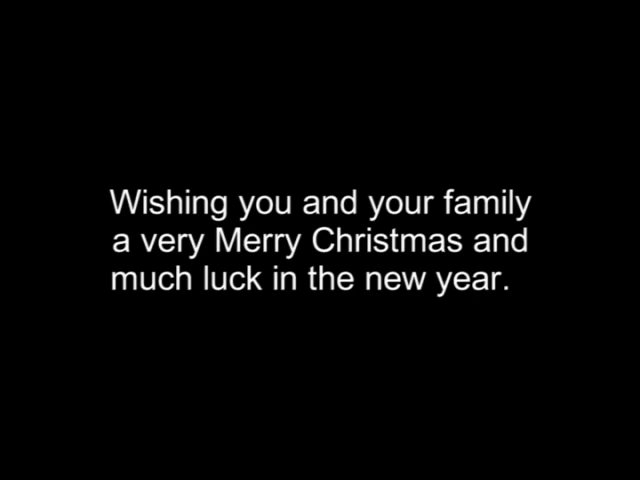 Wishing you and your family
a very Merry Christmas and
much luck in the new year.